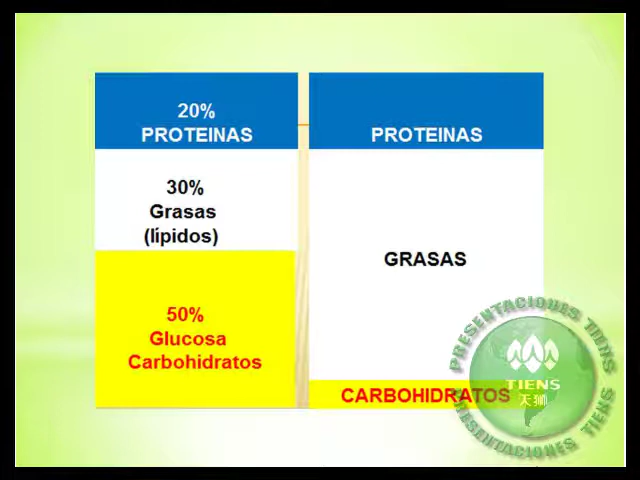 20%
PROTEINAS
30%
Grasas
(lípidos)
50%
Glucosa
Carbohidratos
PROTEINAS
GRASAS
CARBOHIDRATOS
PRESENTACIONES TIENS
TIENS
天狮
PRESENTACIONES TIENS